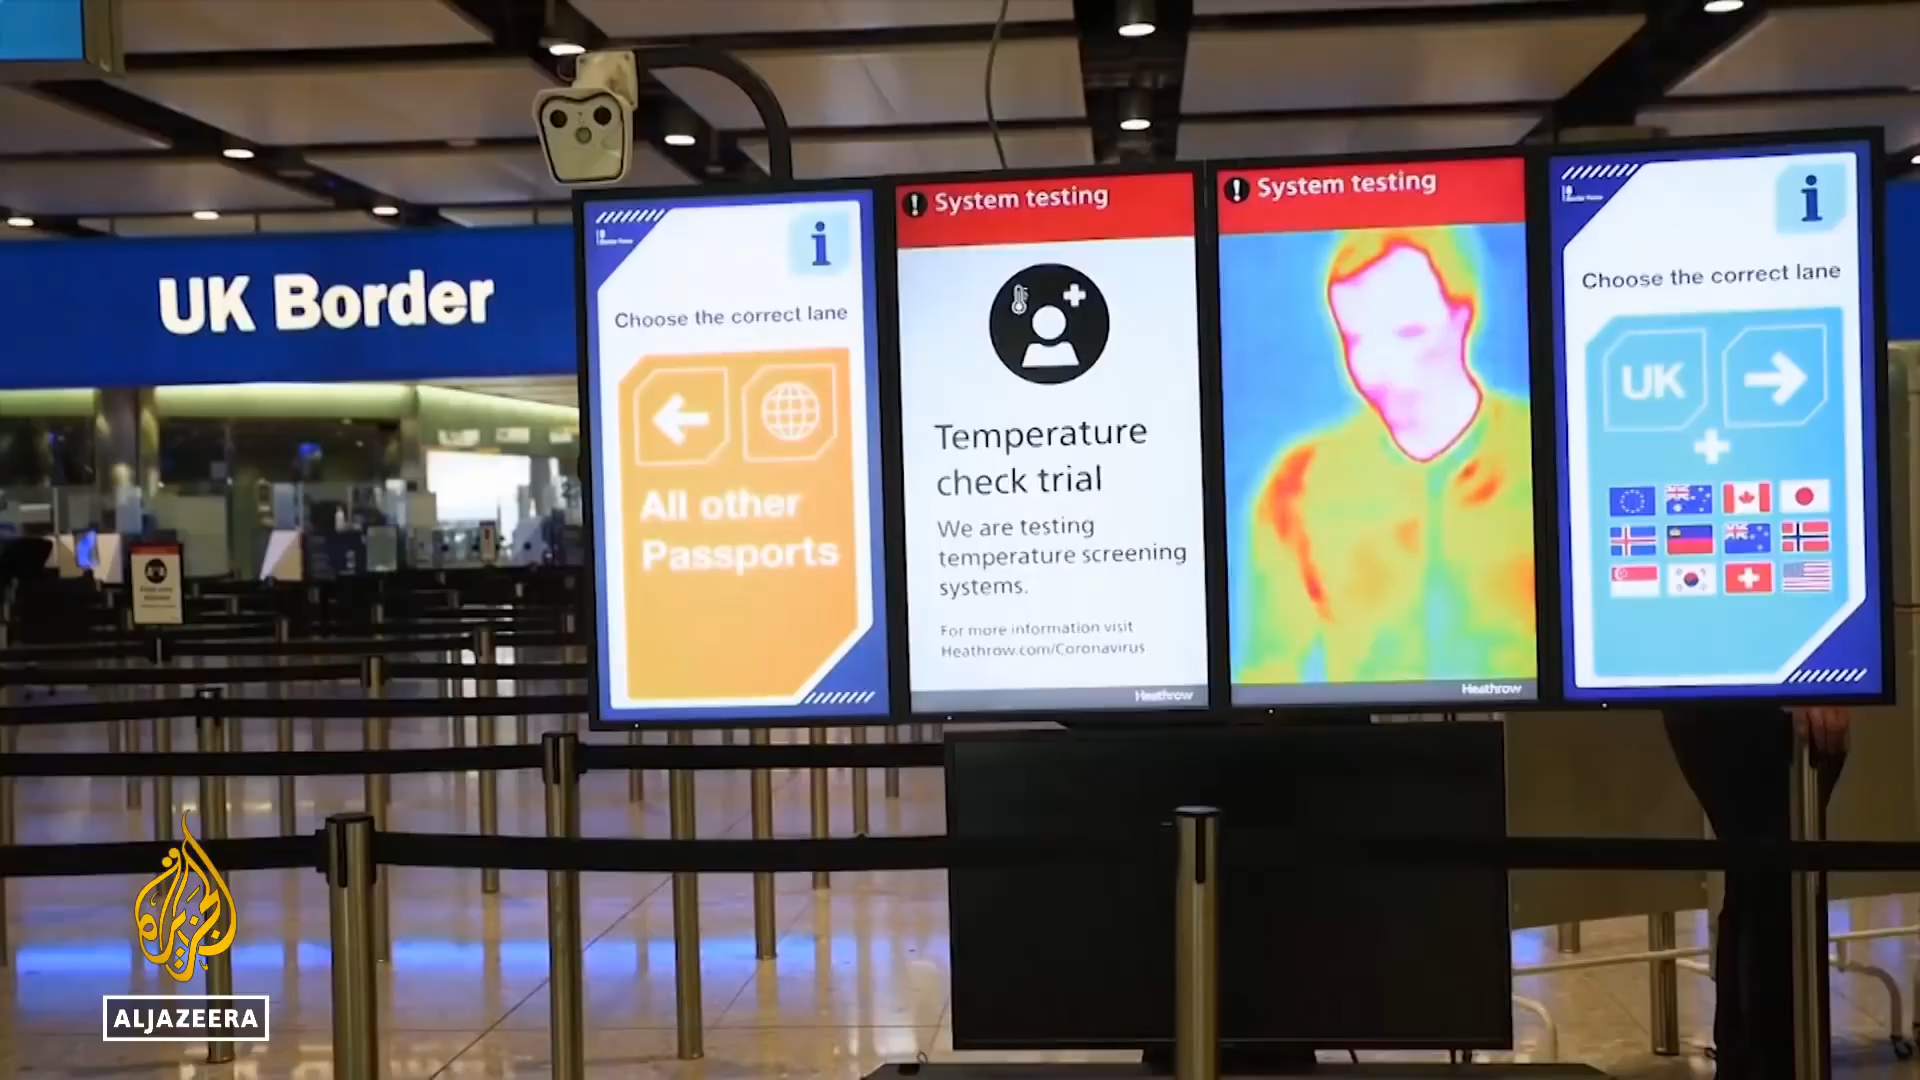 UK Border
Choose the correct lane
All other
Passports
System testing
Temperature
check trial
We are testing
temperature screening
systems.
For more information visit
Heathrow.com/Coronavirus
Heathrow
System testing
Heathrow
Choose the correct lane
UK
الجزيرة
ALJAZEERA